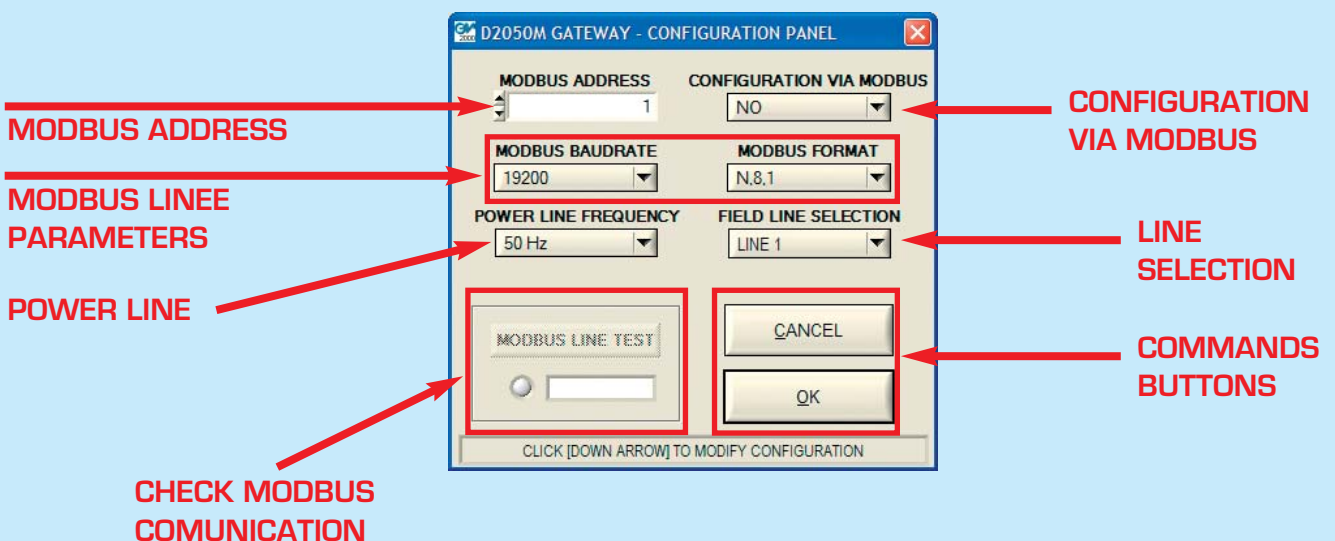 GM 2000 D2050M GATEWAY - CONFIGURATION PANEL
MODBUS ADDRESS
1
CONFIGURATION VIA MODBUS
NO
MODBUS BAUDRATE
19200
MODBUS FORMAT
N,8,1
POWER LINE FREQUENCY
50 Hz
FIELD LINE SELECTION
LINE 1
MODBUS LINE TEST
CANCEL
OK
CLICK [DOWN ARROW] TO MODIFY CONFIGURATION
MODBUS ADDRESS
MODBUS LINEE
PARAMETERS
POWER LINE
CHECK MODBUS
COMUNICATION
CONFIGURATION
VIA MODBUS
LINE
SELECTION
COMMANDS
BUTTONS